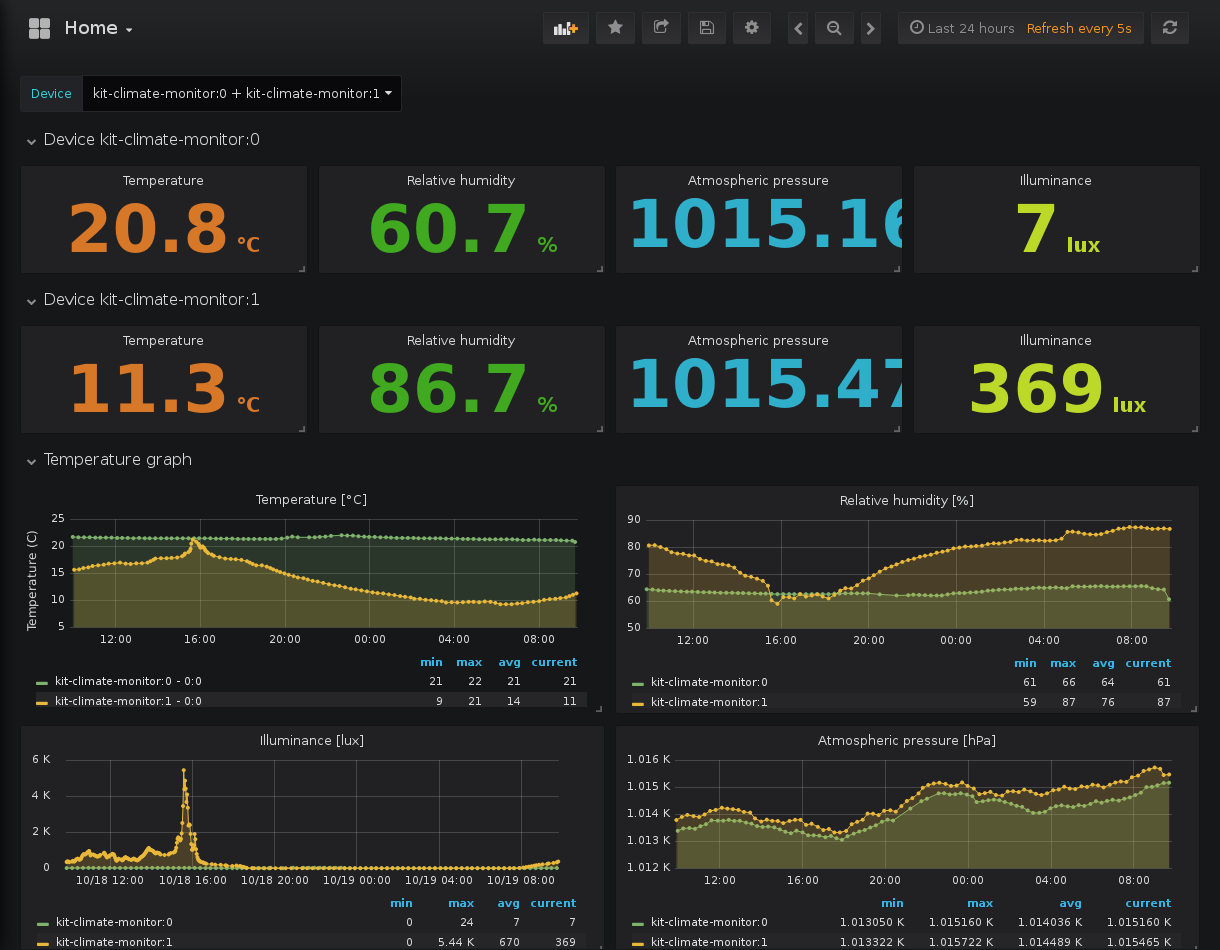 Home
Last 24 hours Refresh every 5s
Device kit-climate-monitor:0 + kit-climate-monitor:1
Device kit-climate-monitor:0
Temperature Relative humidity Atmospheric pressure Illuminance
20.8 °C 60.7 % 1015.16 7 lux
Device kit-climate-monitor:1
Temperature Relative humidity Atmospheric pressure Illuminance
11.3 °C 86.7 % 1015.47 369 lux
Temperature graph
Temperature [°C]
Temperature (C)
25
20
15
10
5
12:00 16:00 20:00 00:00 04:00 08:00
min max avg current
kit-climate-monitor:0 - 0:0 21 22 21 21
kit-climate-monitor:1 - 0:0 9 21 14 11
Relative humidity [%]
90
80
70
60
50
12:00 16:00 20:00 00:00 04:00 08:00
min max avg current
kit-climate-monitor:0 61 66 64 61
kit-climate-monitor:1 59 87 76 87
Illuminance [lux]
6 K
4 K
2 K
0
10/18 12:00 10/18 16:00 10/18 20:00 10/19 00:00 10/19 04:00 10/19 08:00
min max avg current
kit-climate-monitor:0 0 24 7 7
kit-climate-monitor:1 0 5.44 K 670 369
Atmospheric pressure [hPa]
1.016 K
1.015 K
1.014 K
1.013 K
1.012 K
12:00 16:00 20:00 00:00 04:00 08:00
min max avg current
kit-climate-monitor:0 1.013050 K 1.015160 K 1.014036 K 1.015160 K
kit-climate-monitor:1 1.013322 K 1.015722 K 1.014489 K 1.015465 K